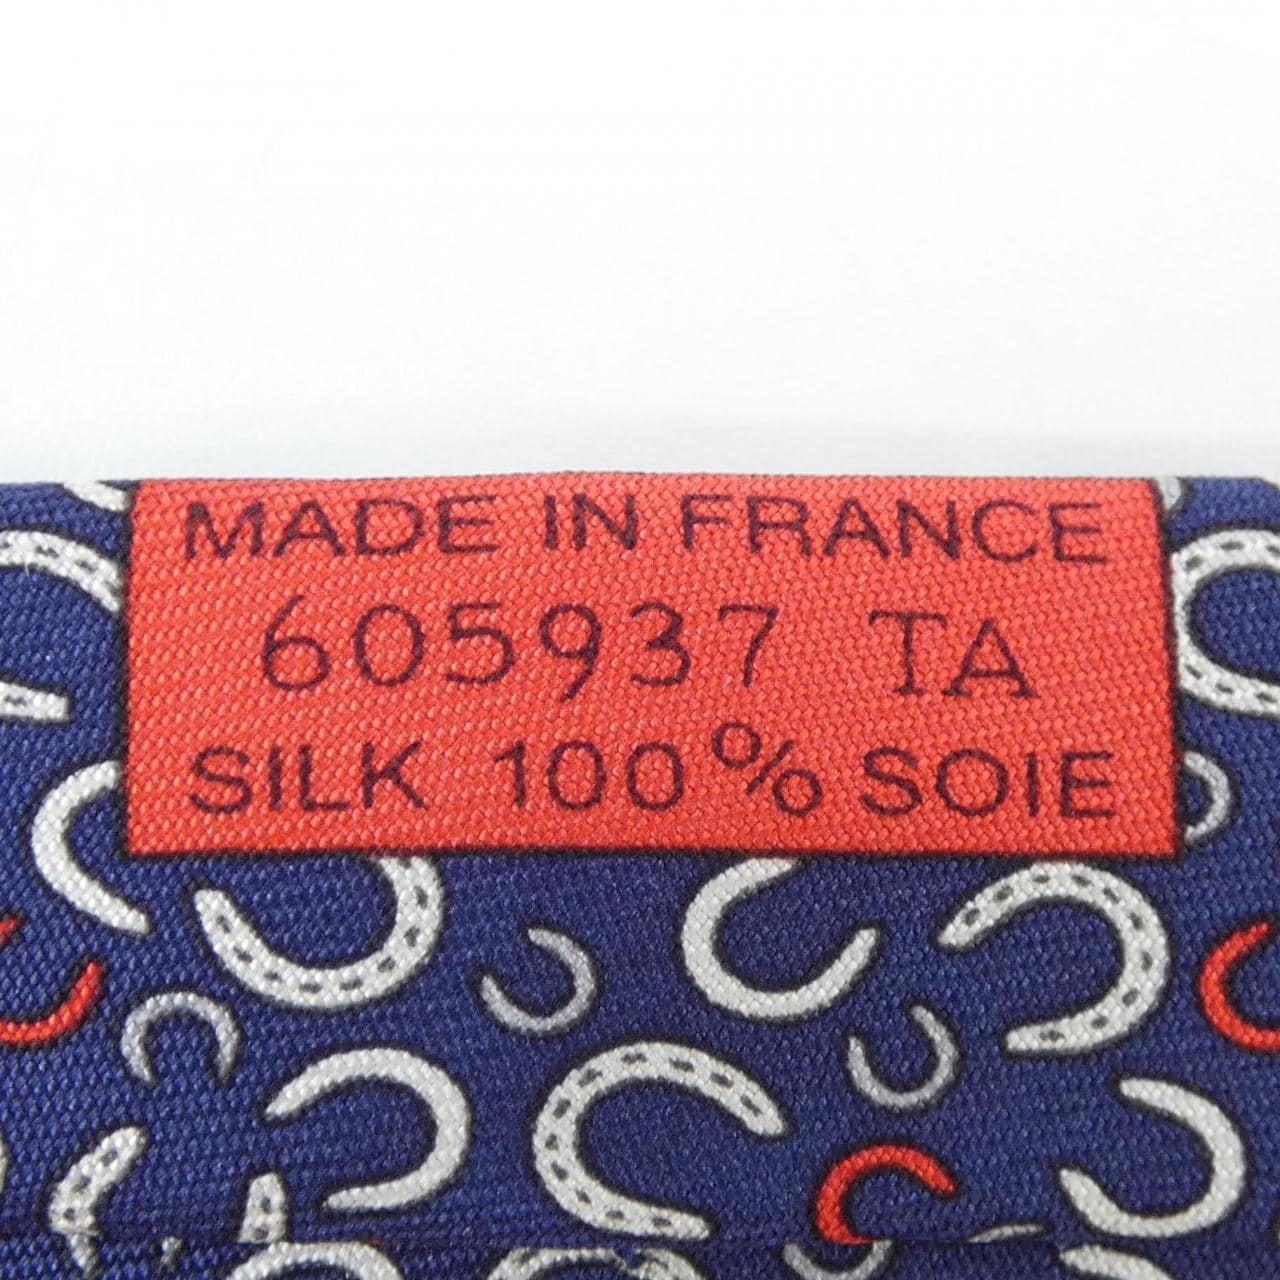 MADE IN FRANCE
605937 TA
SILK 100% SOIE